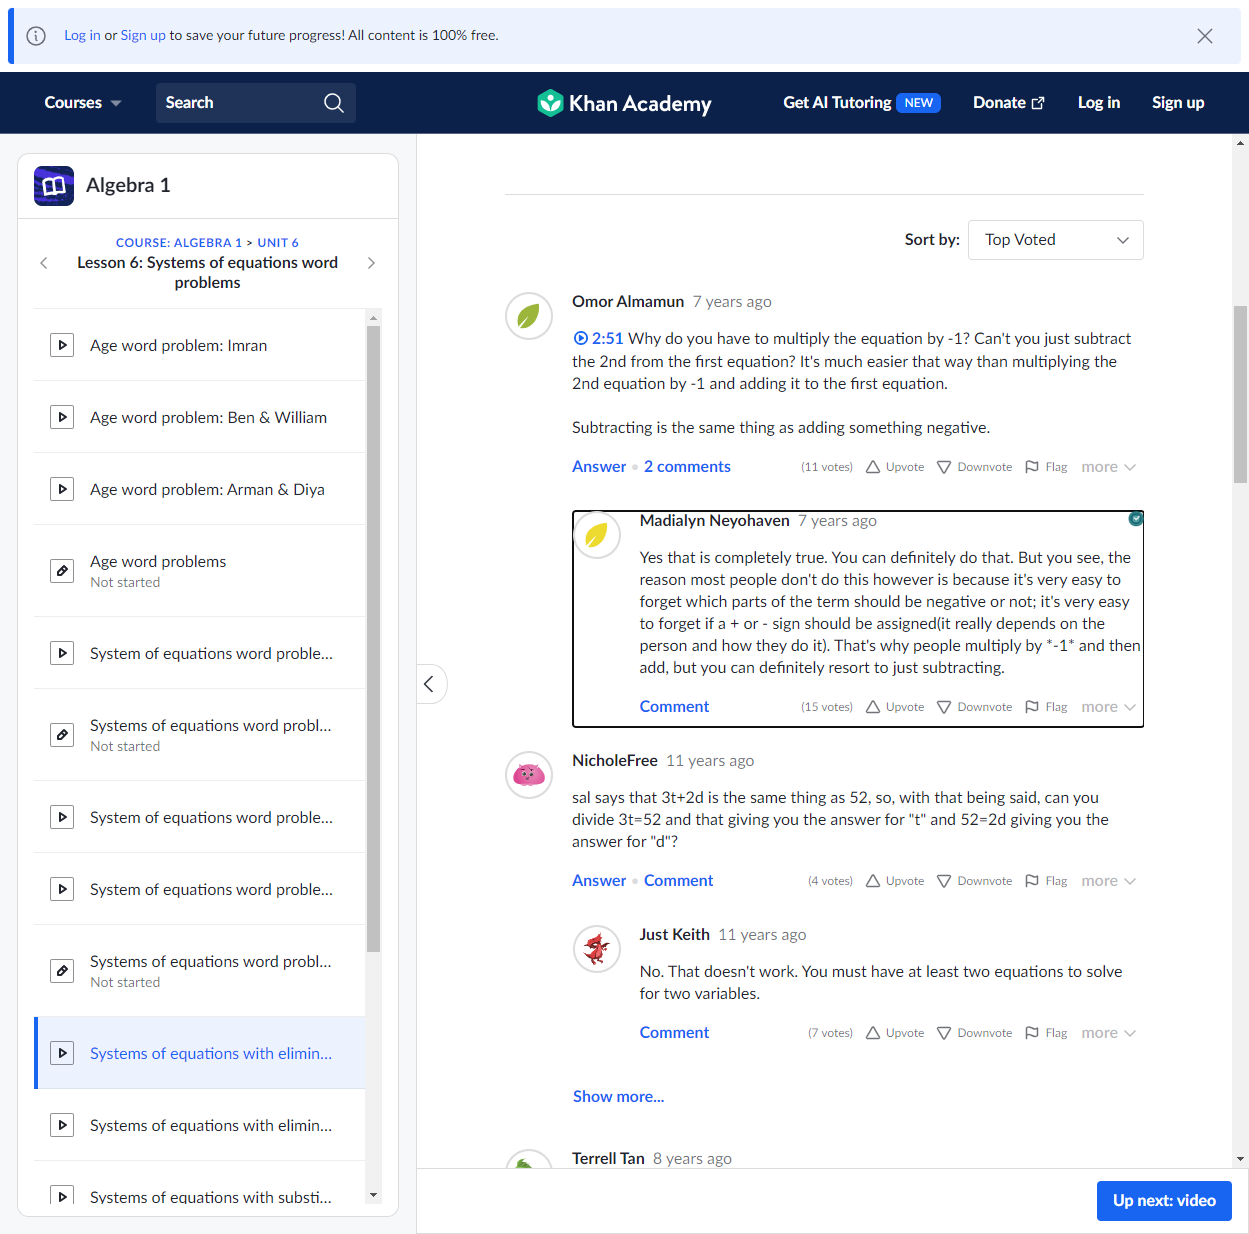 Log in or Sign up to save your future progress! All content is 100% free.
Courses
Search
Khan Academy
Get AI Tutoring NEW
Donate
Log in
Sign up
Algebra 1
COURSE: ALGEBRA 1 > UNIT 6
Lesson 6: Systems of equations word
problems
Age word problem: Imran
Age word problem: Ben & William
Age word problem: Arman & Diya
Age word problems
Not started
System of equations word proble...
Systems of equations word probl...
Not started
System of equations word proble...
System of equations word proble...
Systems of equations word probl...
Not started
Systems of equations with elimin...
Systems of equations with elimin...
Systems of equations with substi...
Sort by:
Top Voted
Omor Almamun 7 years ago
2:51 Why do you have to multiply the equation by -1? Can't you just subtract
the 2nd from the first equation? It's much easier that way than multiplying the
2nd equation by -1 and adding it to the first equation.
Subtracting is the same thing as adding something negative.
Answer • 2 comments (11 votes) Upvote Downvote Flag more
Madialyn Neyohaven 7 years ago
Yes that is completely true. You can definitely do that. But you see, the
reason most people don't do this however is because it's very easy to
forget which parts of the term should be negative or not; it's very easy
to forget if a + or - sign should be assigned(it really depends on the
person and how they do it). That's why people multiply by *-1* and then
add, but you can definitely resort to just subtracting.
Comment (15 votes) Upvote Downvote Flag more
NicholeFree 11 years ago
sal says that 3t+2d is the same thing as 52, so, with that being said, can you
divide 3t=52 and that giving you the answer for "t" and 52=2d giving you the
answer for "d"?
Answer • Comment (4 votes) Upvote Downvote Flag more
Just Keith 11 years ago
No. That doesn't work. You must have at least two equations to solve
for two variables.
Comment (7 votes) Upvote Downvote Flag more
Show more...
Terrell Tan 8 years ago
Up next: video